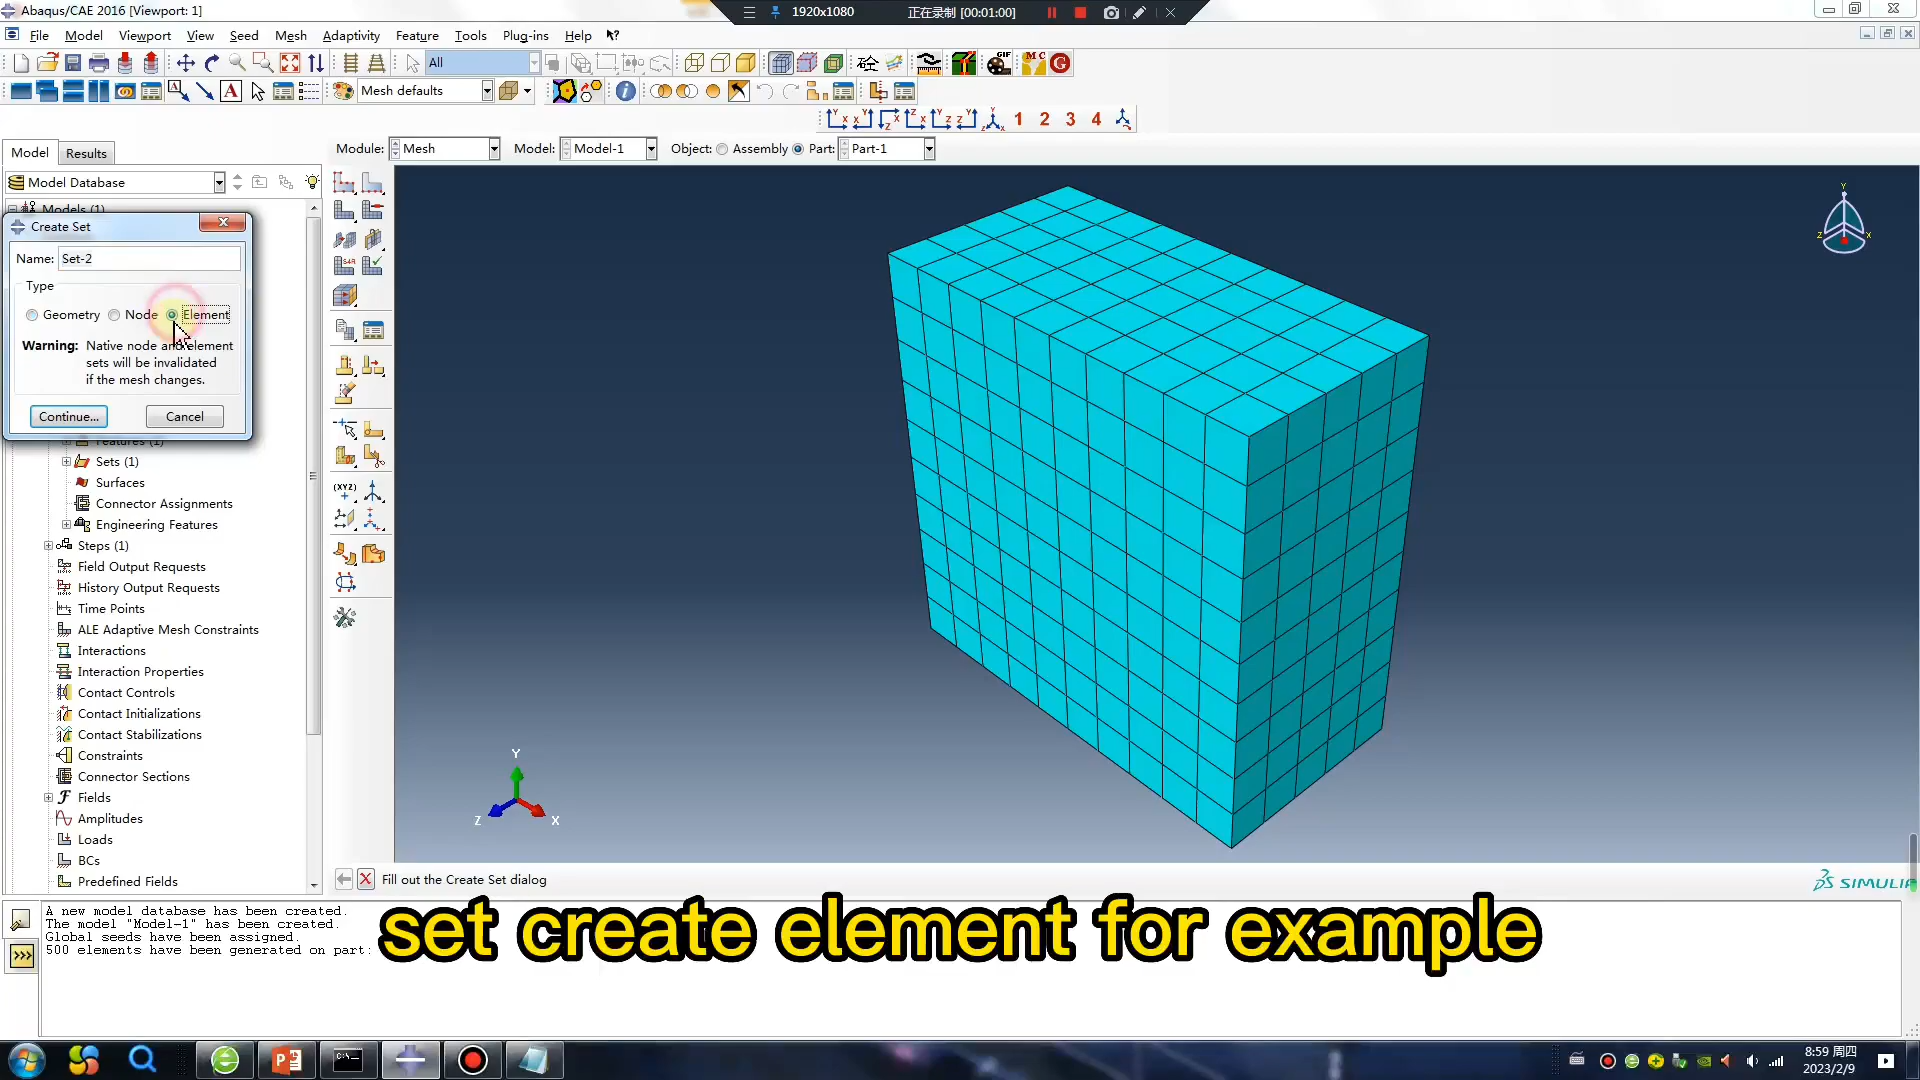 Abaqus/CAE 2016 [Viewport: 1]
1920x1080
正在录制 [00:01:00]
File Model Viewport View Seed Mesh Adaptivity Feature Tools Plug-ins Help
All
GIF
M C
G
砼
Mesh defaults
1 2 3 4
Model Results
Module: Mesh Model: Model-1 Object: Assembly Part: Part-1
Model Database
Models (1)
Create Set
Name: Set-2
Type
Geometry Node Element
Warning: Native node and element
sets will be invalidated
if the mesh changes.
Continue... Cancel
Features (1)
Sets (1)
Surfaces
Connector Assignments
Engineering Features
Steps (1)
Field Output Requests
History Output Requests
Time Points
ALE Adaptive Mesh Constraints
Interactions
Interaction Properties
Contact Controls
Contact Initializations
Contact Stabilizations
Constraints
Connector Sections
Fields
Amplitudes
Loads
BCs
Predefined Fields
(XYZ)
Y
Z X
Y
Z X
Fill out the Create Set dialog
SIMULIA
A new model database has been created.
The model "Model-1" has been created.
Global seeds have been assigned.
500 elements have been generated on part:
set create element for example
8:59 周四
2023/2/9